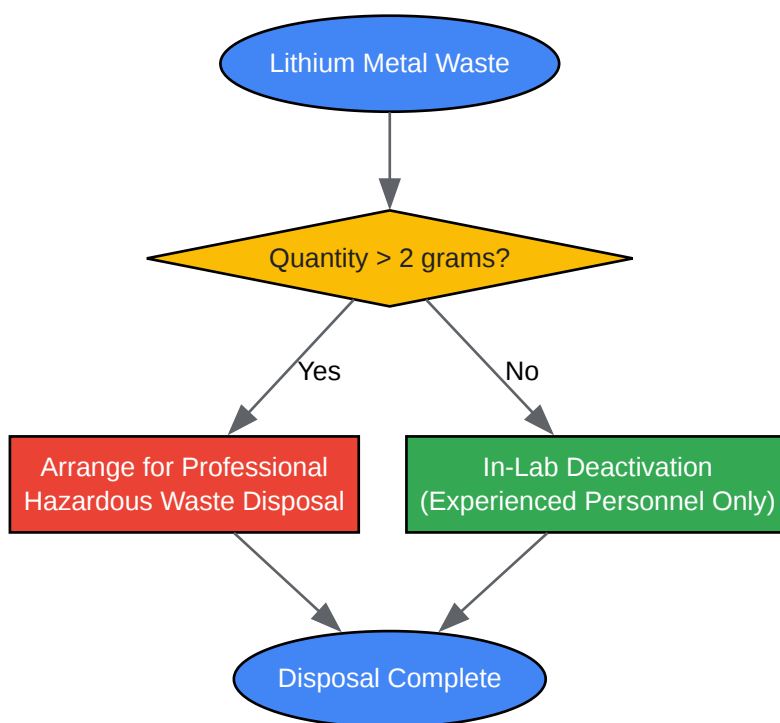 Lithium Metal Waste
Quantity > 2 grams?
Yes
No
Arrange for Professional
Hazardous Waste Disposal
In-Lab Deactivation
(Experienced Personnel Only)
Disposal Complete